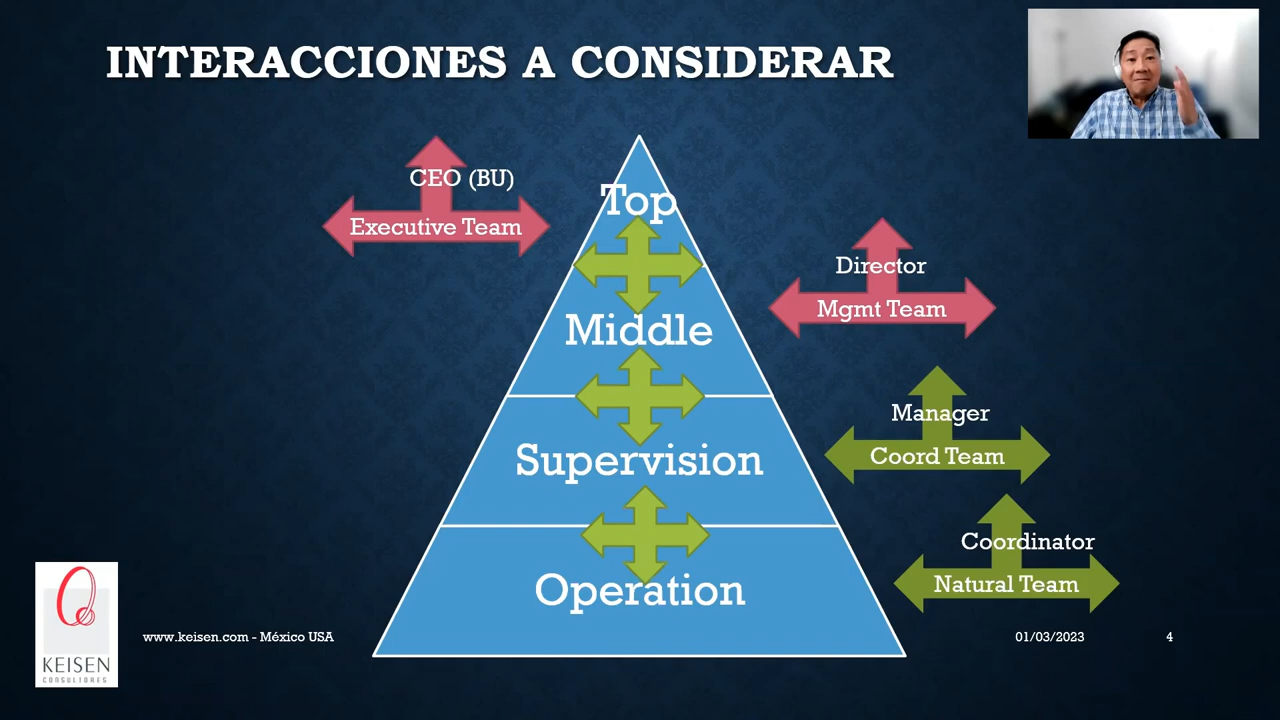 INTERACCIONES A CONSIDERAR
CEO (BU)
Executive Team
Top
Director
Mgmt Team
Middle
Manager
Coord Team
Supervision
Coordinator
Natural Team
Operation
KEISEN
CONSULTORES
www.keisen.com - México USA
01/03/2023
4